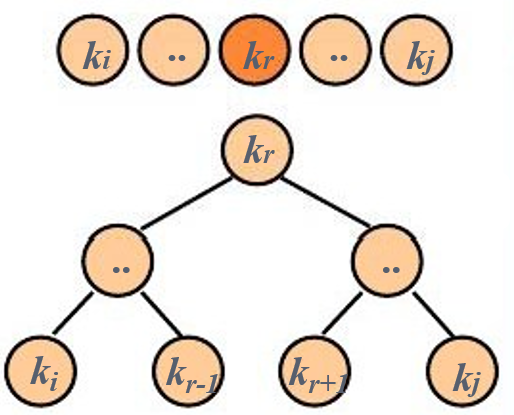 ki .. kr .. kj
kr
.. ..
ki kr-1 kr+1 kj